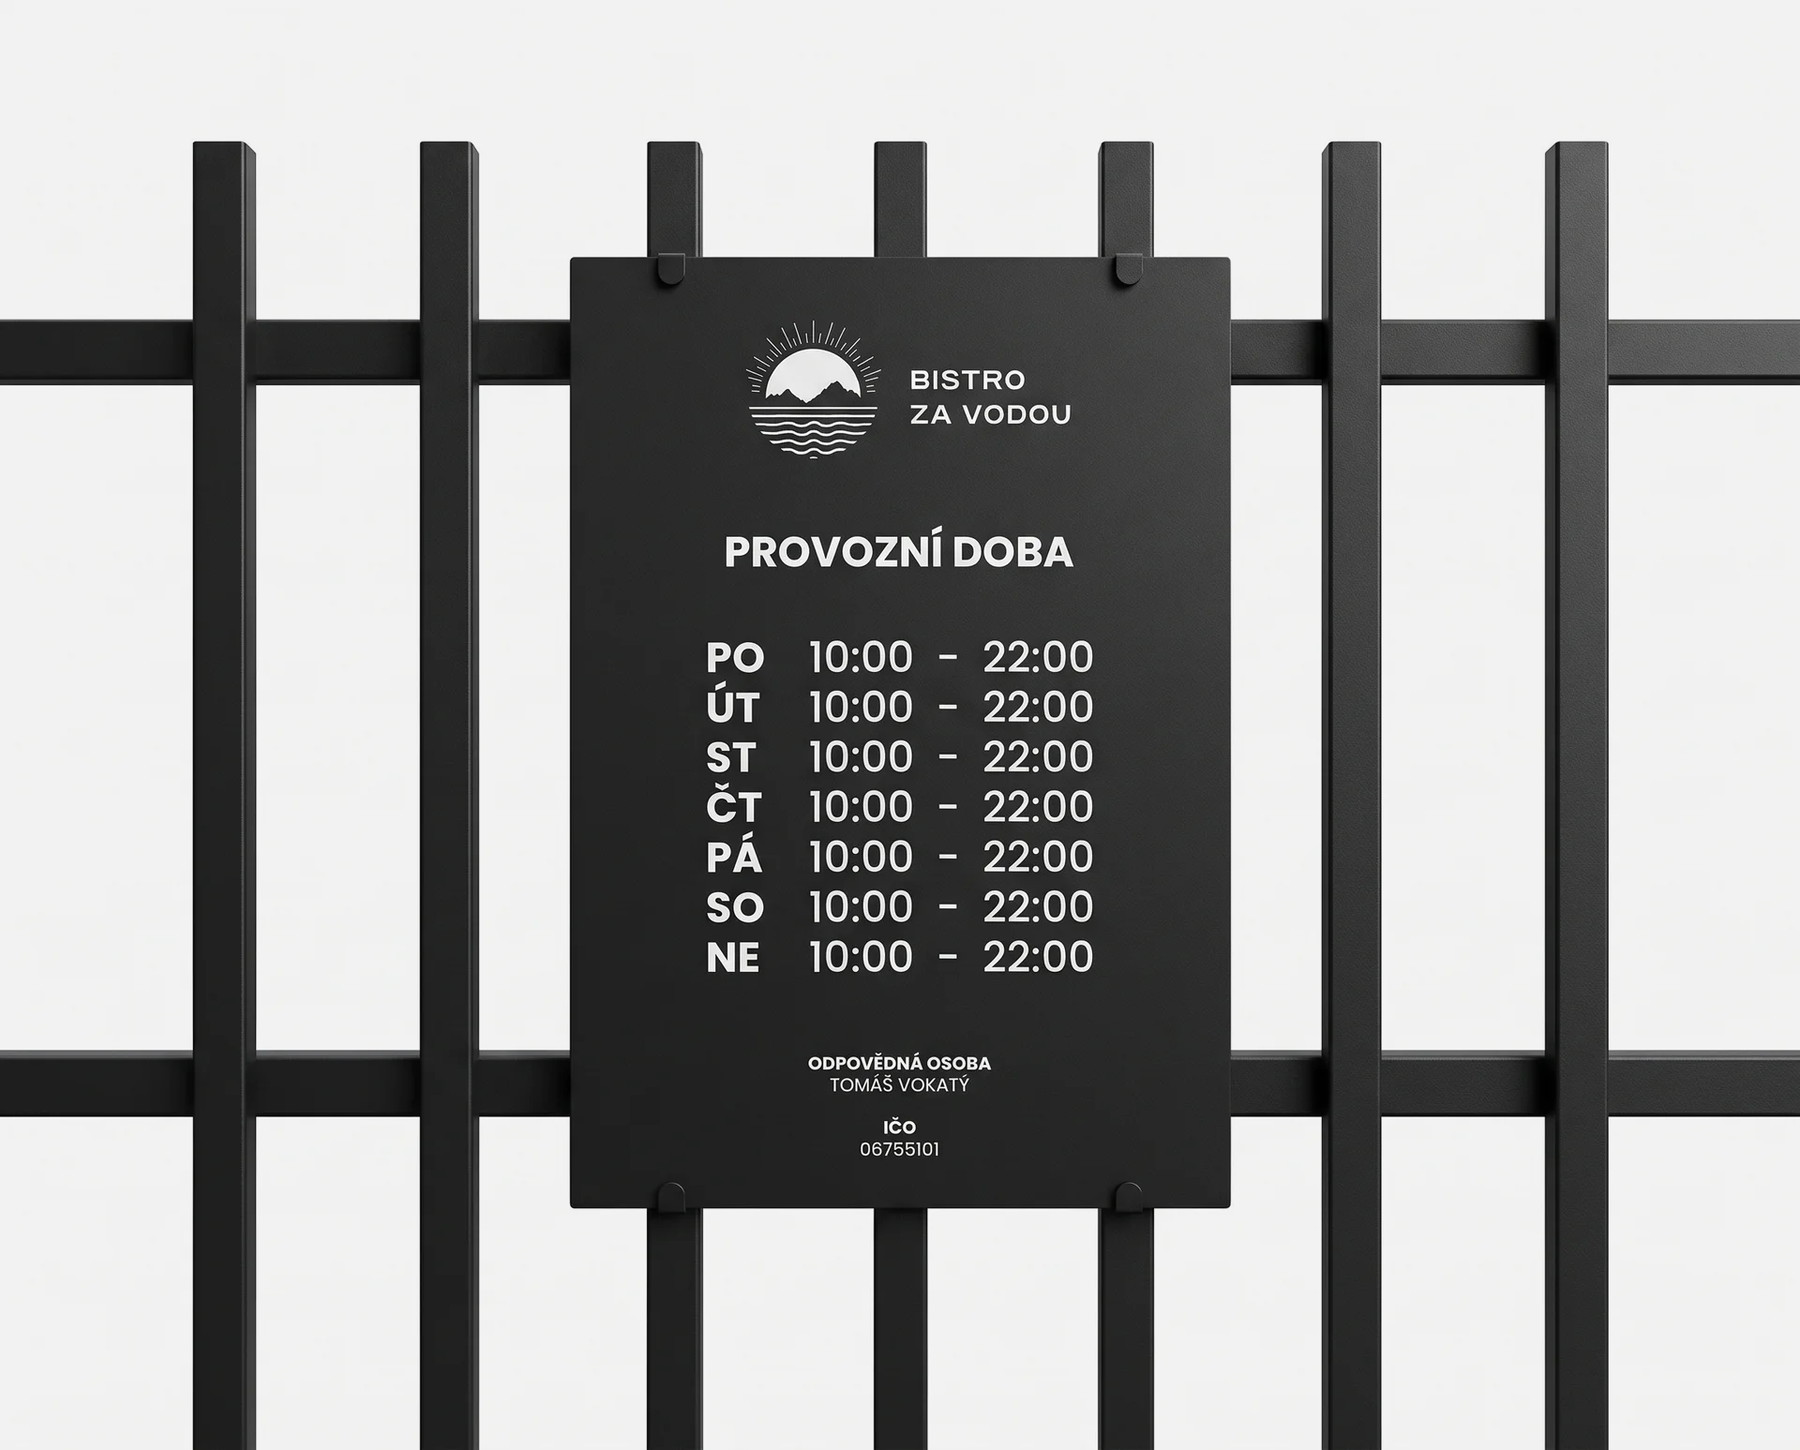 BISTRO
ZA VODOU
PROVOZNÍ DOBA
PO 10:00 - 22:00
ÚT 10:00 - 22:00
ST 10:00 - 22:00
ČT 10:00 - 22:00
PÁ 10:00 - 22:00
SO 10:00 - 22:00
NE 10:00 - 22:00
ODPOVĚDNÁ OSOBA
TOMÁŠ VOKATÝ
IČO
06755101